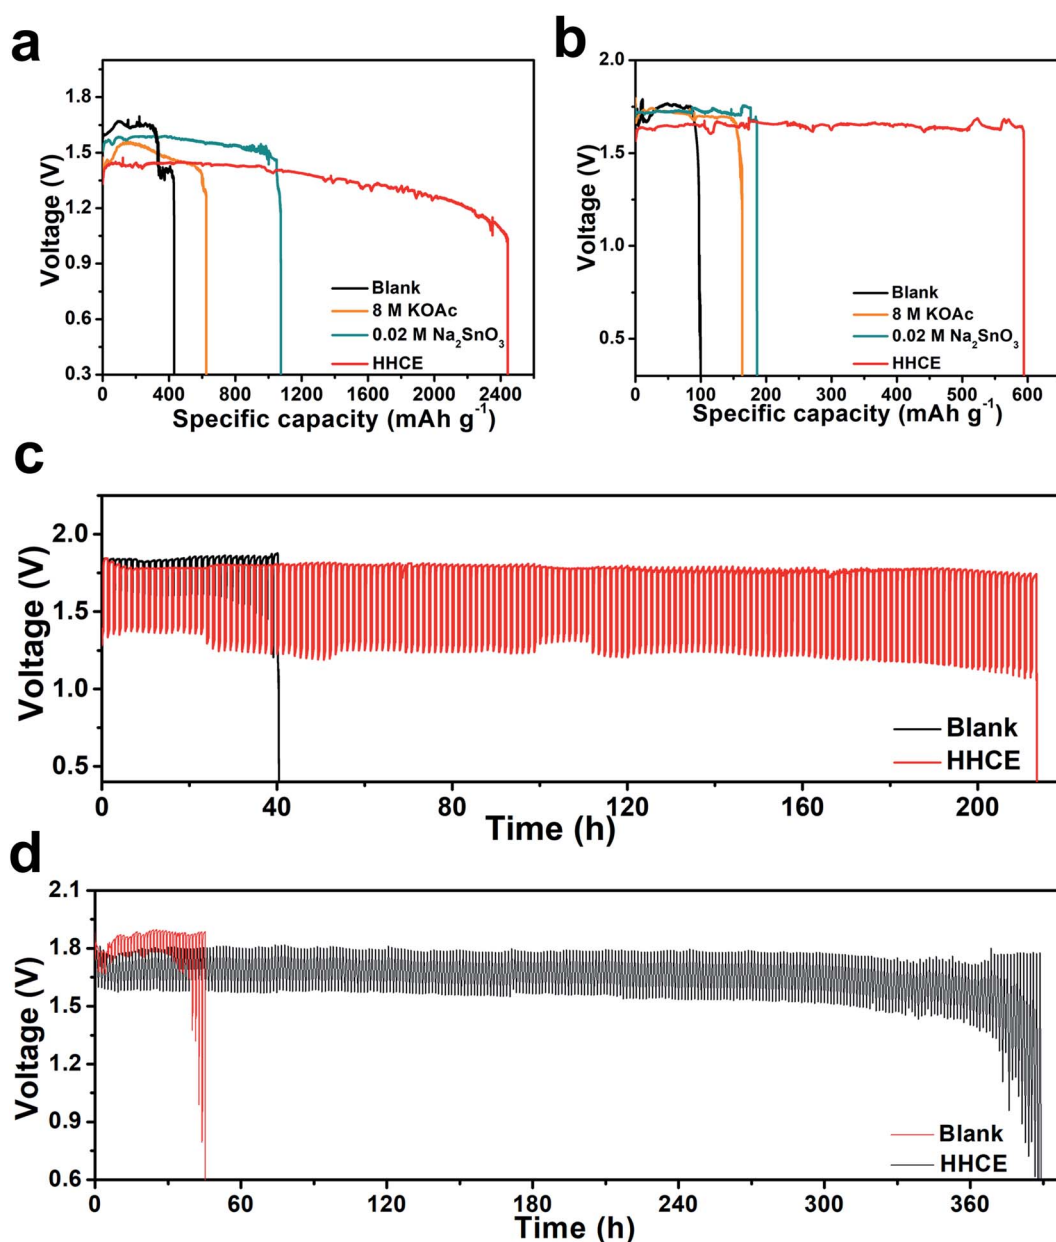 a
Voltage (V)
1.8
1.5
1.2
0.9
0.6
0.3
Blank
8 M KOAc
0.02 M Na₂SnO₃
HHCE
0 400 800 1200 1600 2000 2400
Specific capacity (mAh g⁻¹)
b
Voltage (V)
2.0
1.5
1.0
0.5
Blank
8 M KOAc
0.02 M Na₂SnO₃
HHCE
0 100 200 300 400 500 600
Specific capacity (mAh g⁻¹)
c
Voltage (V)
2.0
1.5
1.0
0.5
Blank
HHCE
0 40 80 120 160 200
Time (h)
d
Voltage (V)
2.1
1.8
1.5
1.2
0.9
0.6
Blank
HHCE
0 60 120 180 240 300 360
Time (h)